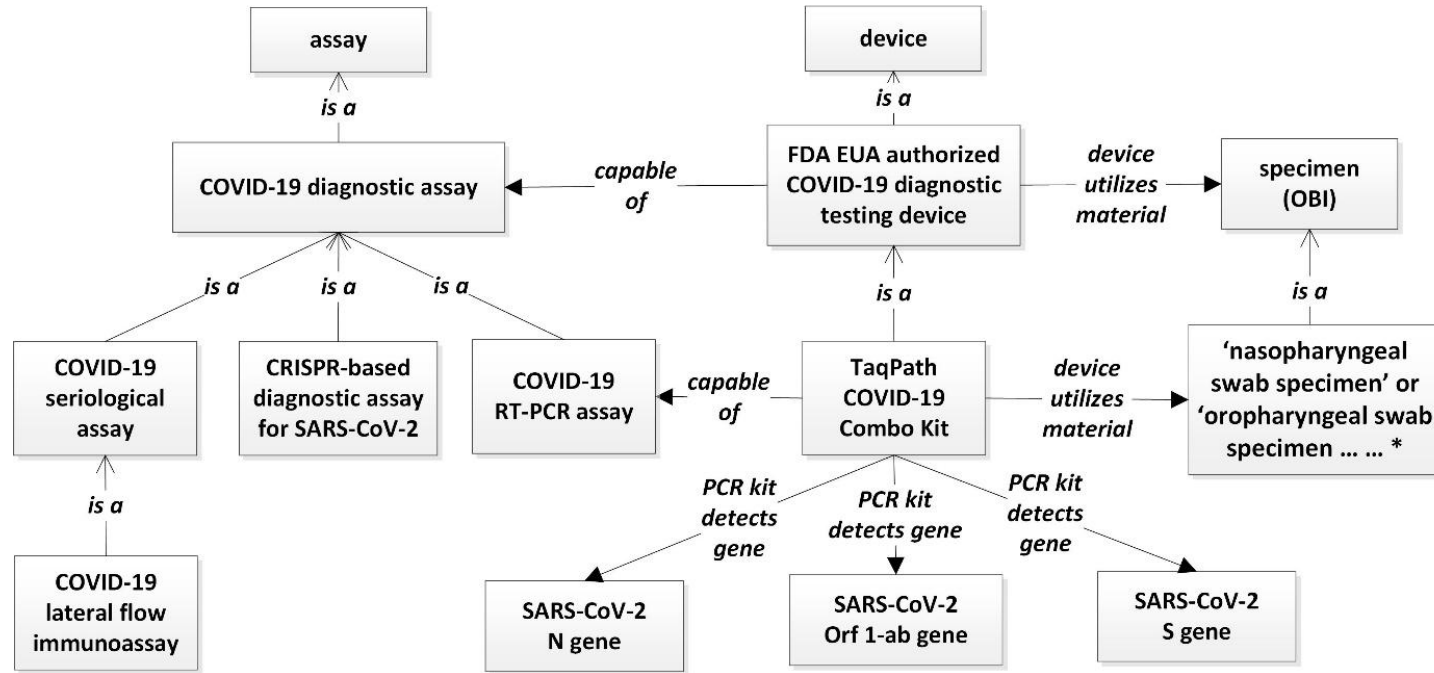 assay
device
is a
is a
COVID-19 diagnostic assay
capable
of
FDA EUA authorized
COVID-19 diagnostic
testing device
device
utilizes
material
specimen
(OBI)
is a
is a
is a
is a
is a
COVID-19
seriological
assay
CRISPR-based
diagnostic assay
for SARS-CoV-2
COVID-19
RT-PCR assay
capable
of
TaqPath
COVID-19
Combo Kit
device
utilizes
material
‘nasopharyngeal
swab specimen’ or
‘oropharyngeal swab
specimen … … *
is a
PCR kit
detects
gene
PCR kit
detects gene
PCR kit
detects
gene
COVID-19
lateral flow
immunoassay
SARS-CoV-2
N gene
SARS-CoV-2
Orf 1-ab gene
SARS-CoV-2
S gene